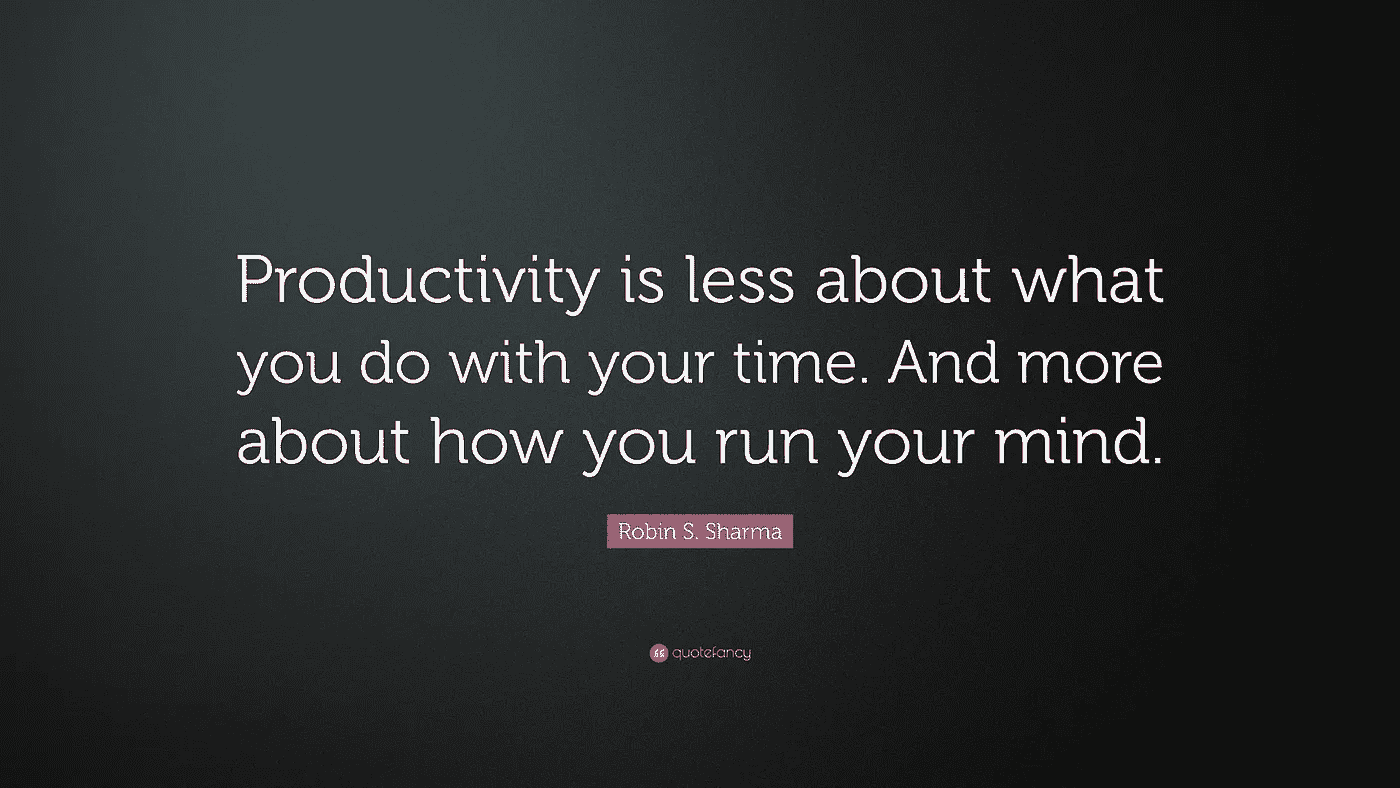 Productivity is less about what
you do with your time. And more
about how you run your mind.
Robin S. Sharma
quotefancy